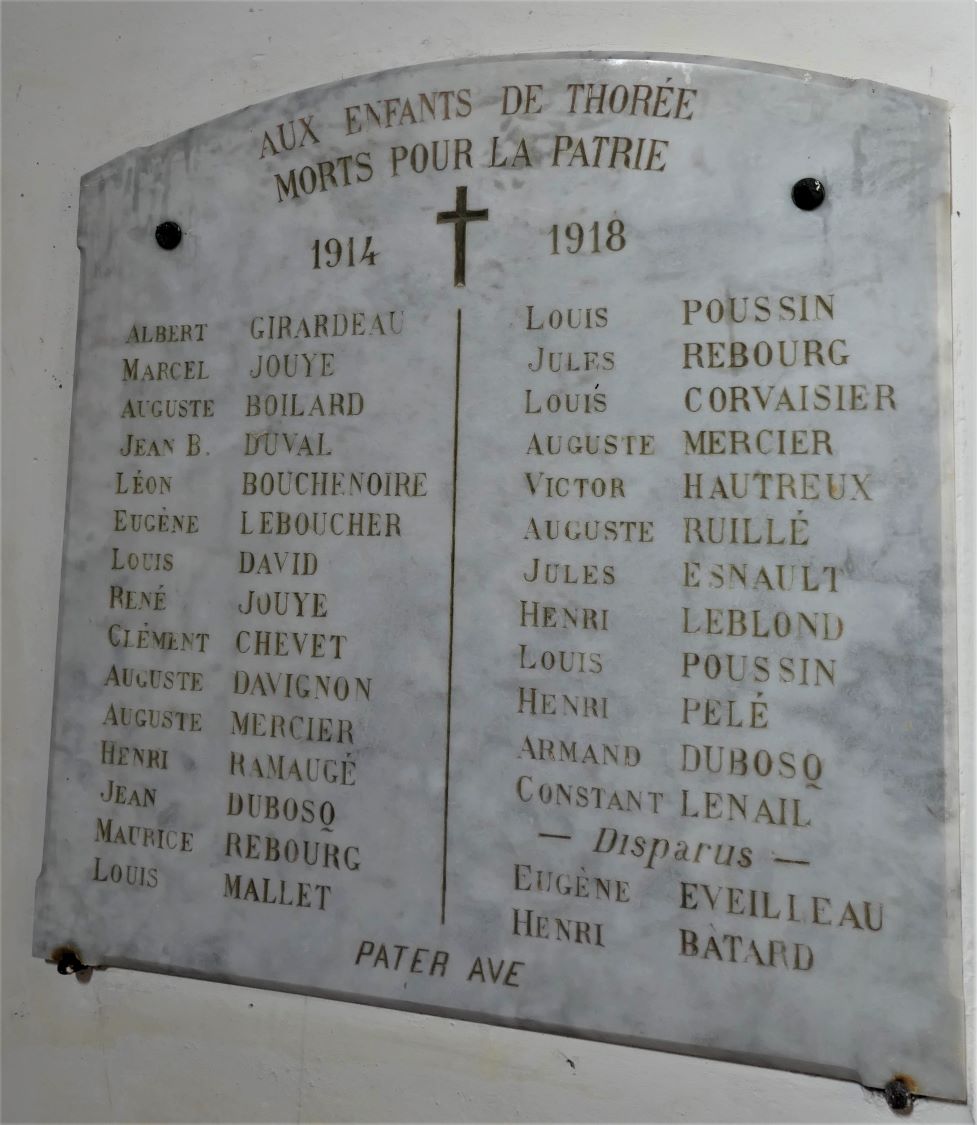 AUX ENFANTS DE THORÉE
MORTS POUR LA PATRIE
1914 1918
ALBERT GIRARDEAU
MARCEL JOUYE
AUGUSTE BOILARD
JEAN B. DUVAL
LÉON BOUCHENOIRE
EUGÈNE LEBOUCHER
LOUIS DAVID
RENÉ JOUYE
CLÉMENT CHEVET
AUGUSTE DAVIGNON
AUGUSTE MERCIER
HENRI RAMAUGÉ
JEAN DUBOSQ
MAURICE REBOURG
LOUIS MALLET
LOUIS POUSSIN
JULES REBOURG
LOUIS CORVAISIER
AUGUSTE MERCIER
VICTOR HAUTREUX
AUGUSTE RUILLÉ
JULES ESNAULT
HENRI LEBLOND
LOUIS POUSSIN
HENRI PELÉ
ARMAND DUBOSQ
CONSTANT LENAIL
— Disparus —
EUGÈNE EVEILLEAU
HENRI BÀTARD
PATER AVE